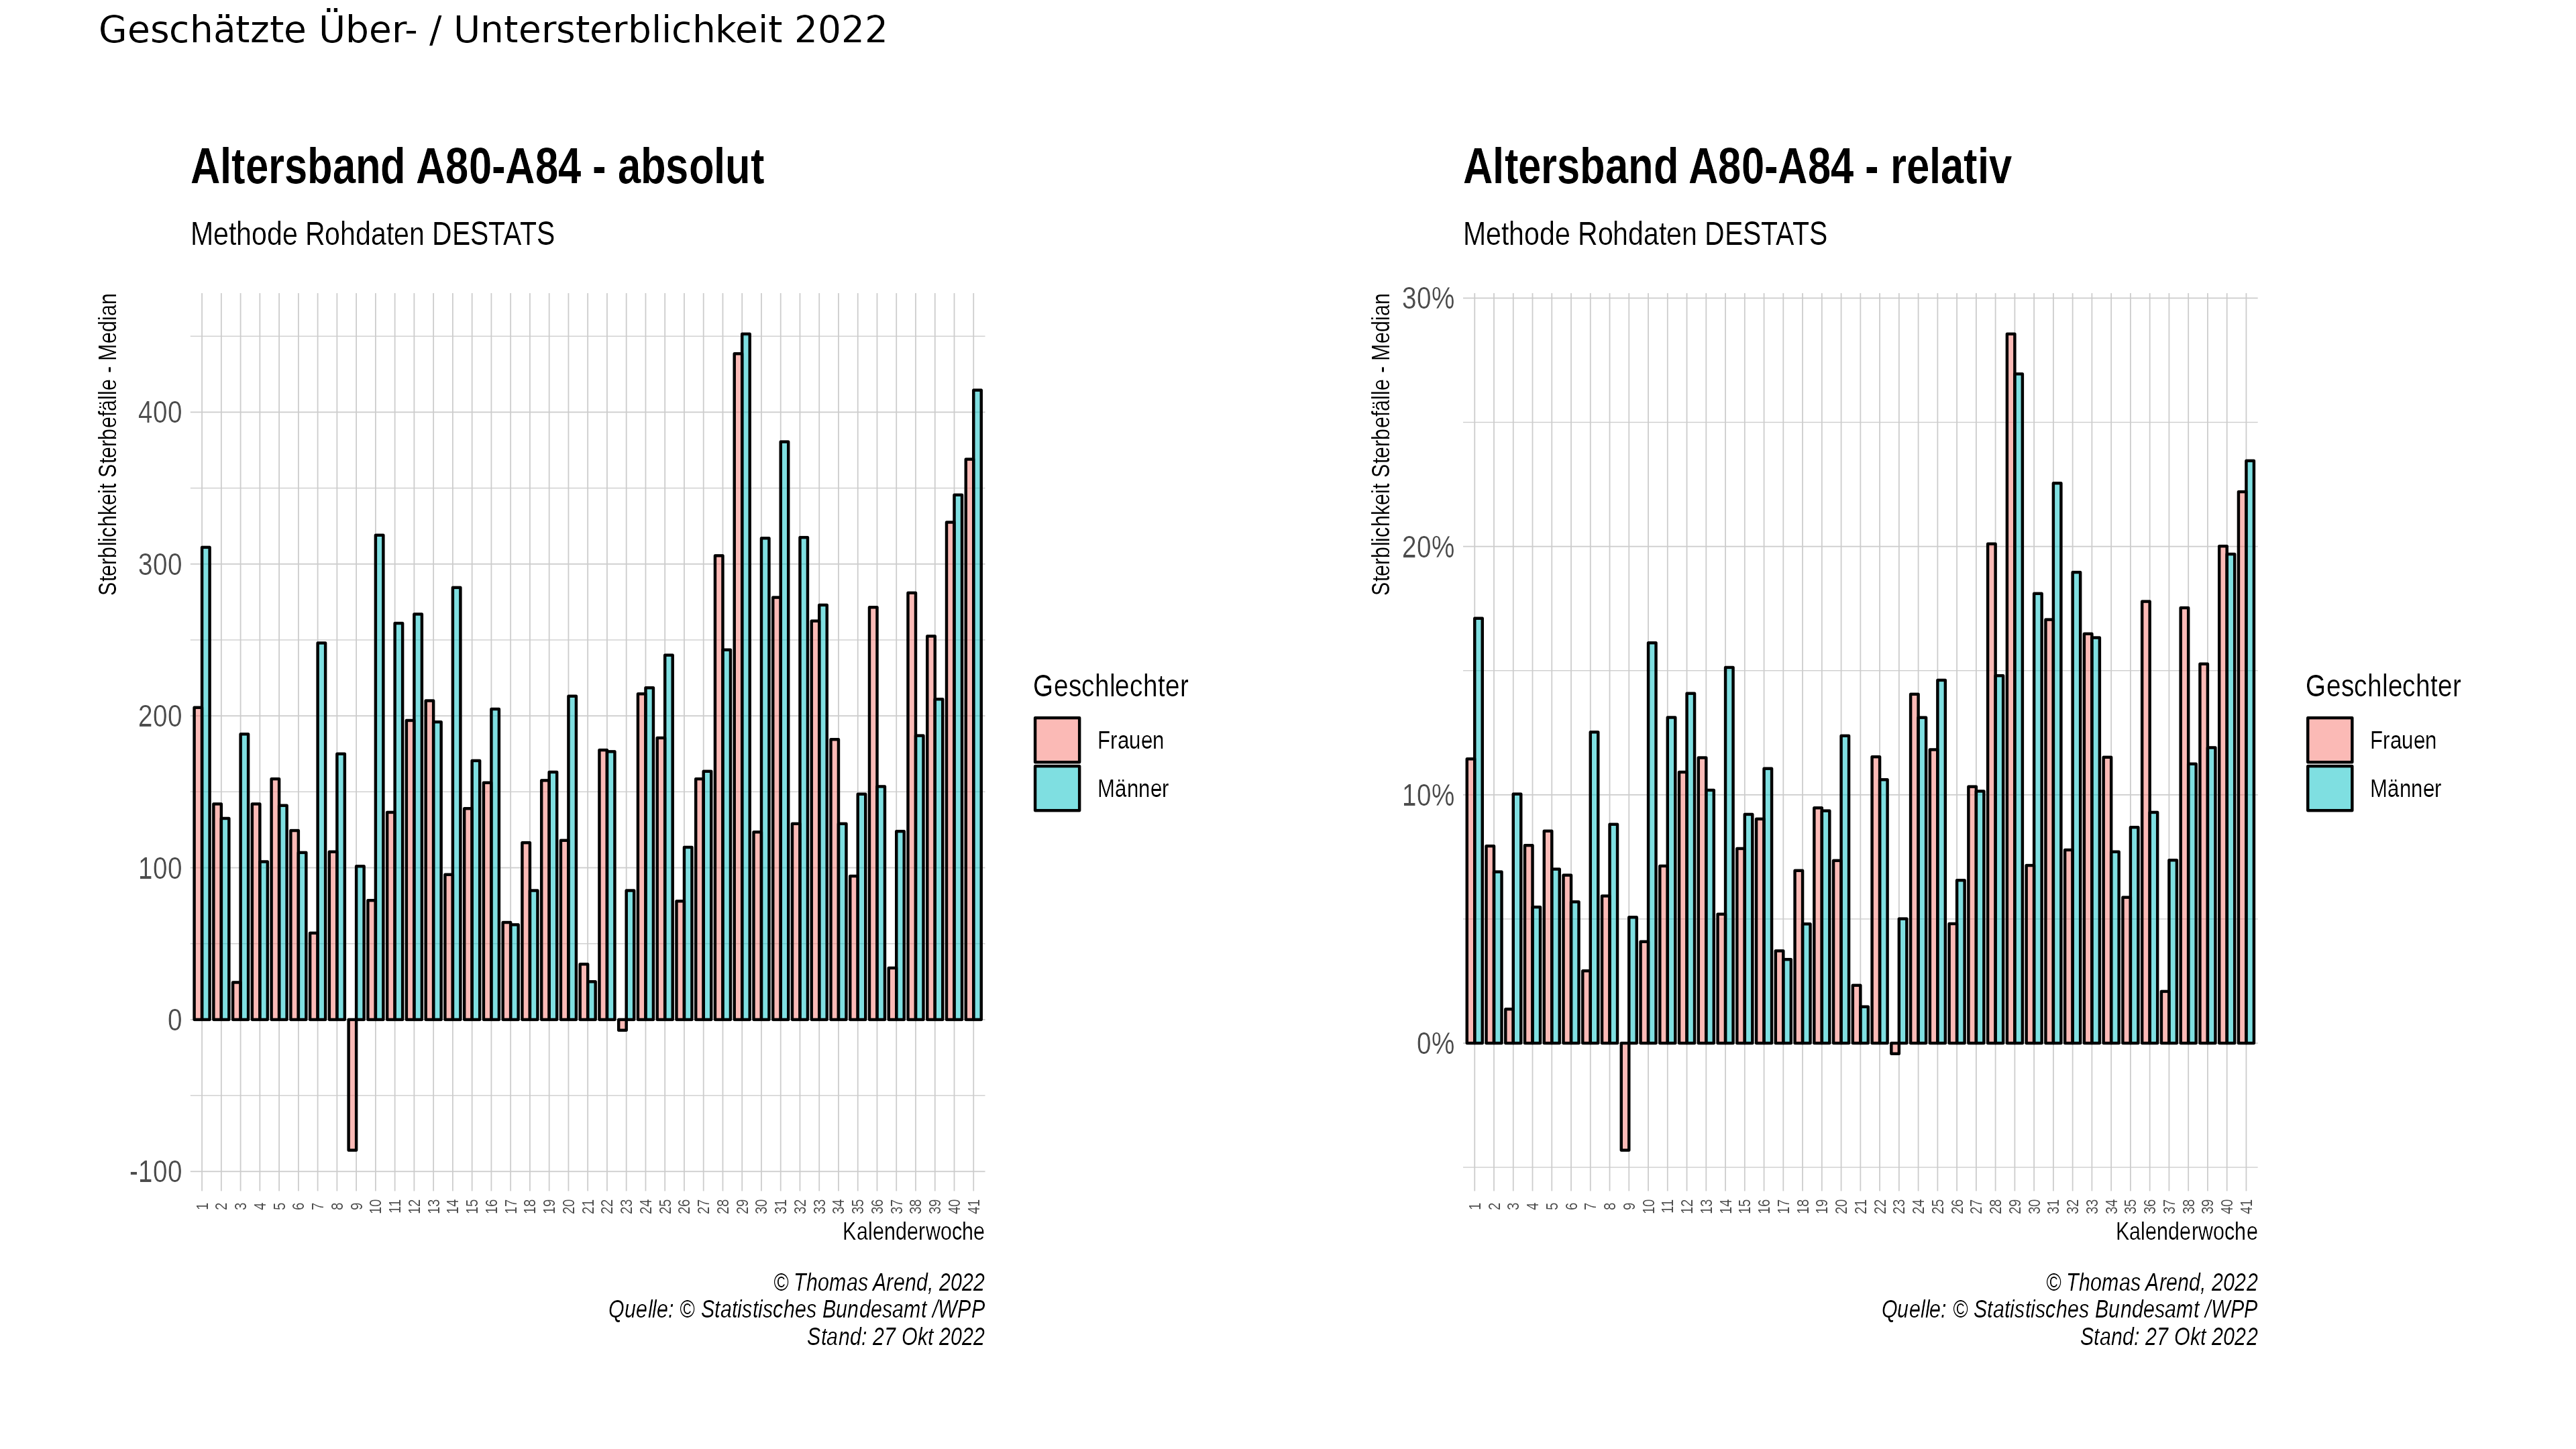 Geschätzte Über- / Untersterblichkeit 2022
Altersband A80-A84 - absolut
Methode Rohdaten DESTATS
Sterblichkeit Sterbefälle - Median
400
300
200
100
0
-100
1 2 3 4 5 6 7 8 9 10 11 12 13 14 15 16 17 18 19 20 21 22 23 24 25 26 27 28 29 30 31 32 33 34 35 36 37 38 39 40 41
Kalenderwoche
Geschlechter
Frauen
Männer
© Thomas Arend, 2022
Quelle: © Statistisches Bundesamt /WPP
Stand: 27 Okt 2022
Altersband A80-A84 - relativ
Methode Rohdaten DESTATS
Sterblichkeit Sterbefälle - Median
30%
20%
10%
0%
1 2 3 4 5 6 7 8 9 10 11 12 13 14 15 16 17 18 19 20 21 22 23 24 25 26 27 28 29 30 31 32 33 34 35 36 37 38 39 40 41
Kalenderwoche
Geschlechter
Frauen
Männer
© Thomas Arend, 2022
Quelle: © Statistisches Bundesamt /WPP
Stand: 27 Okt 2022